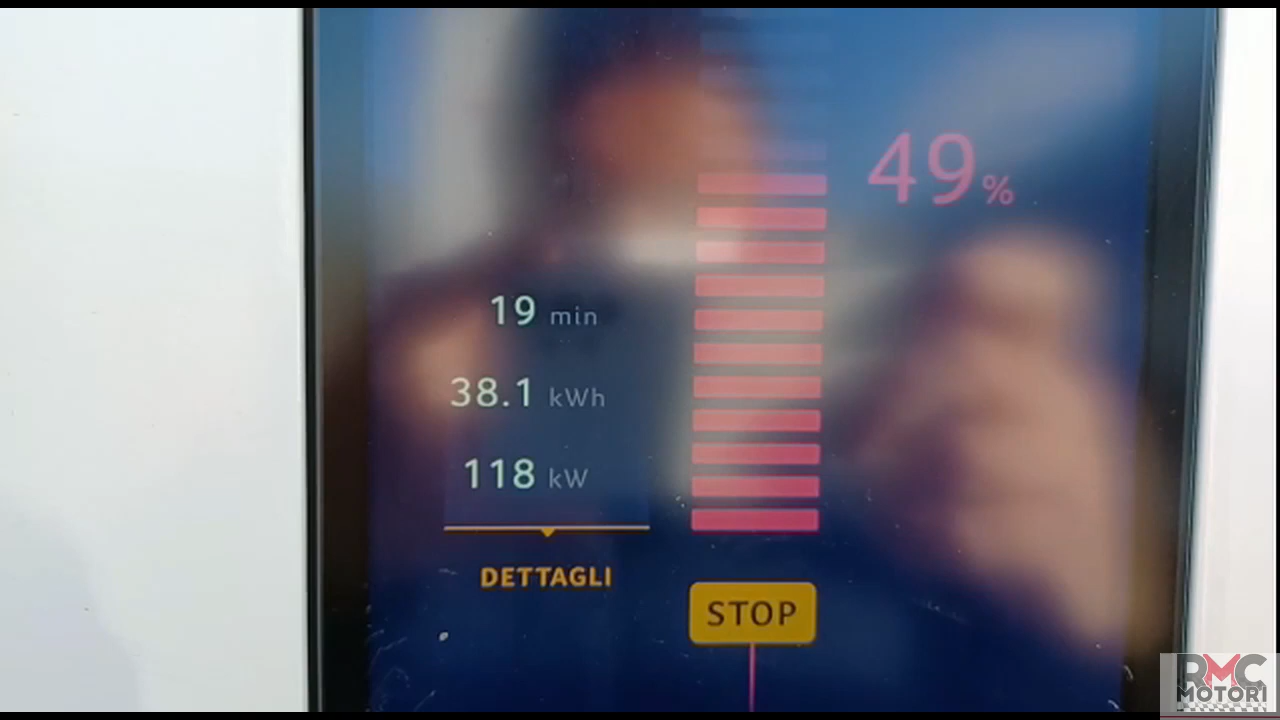 49%
19 min
38.1 kWh
118 kW
DETTAGLI
STOP
RMC
MOTORI